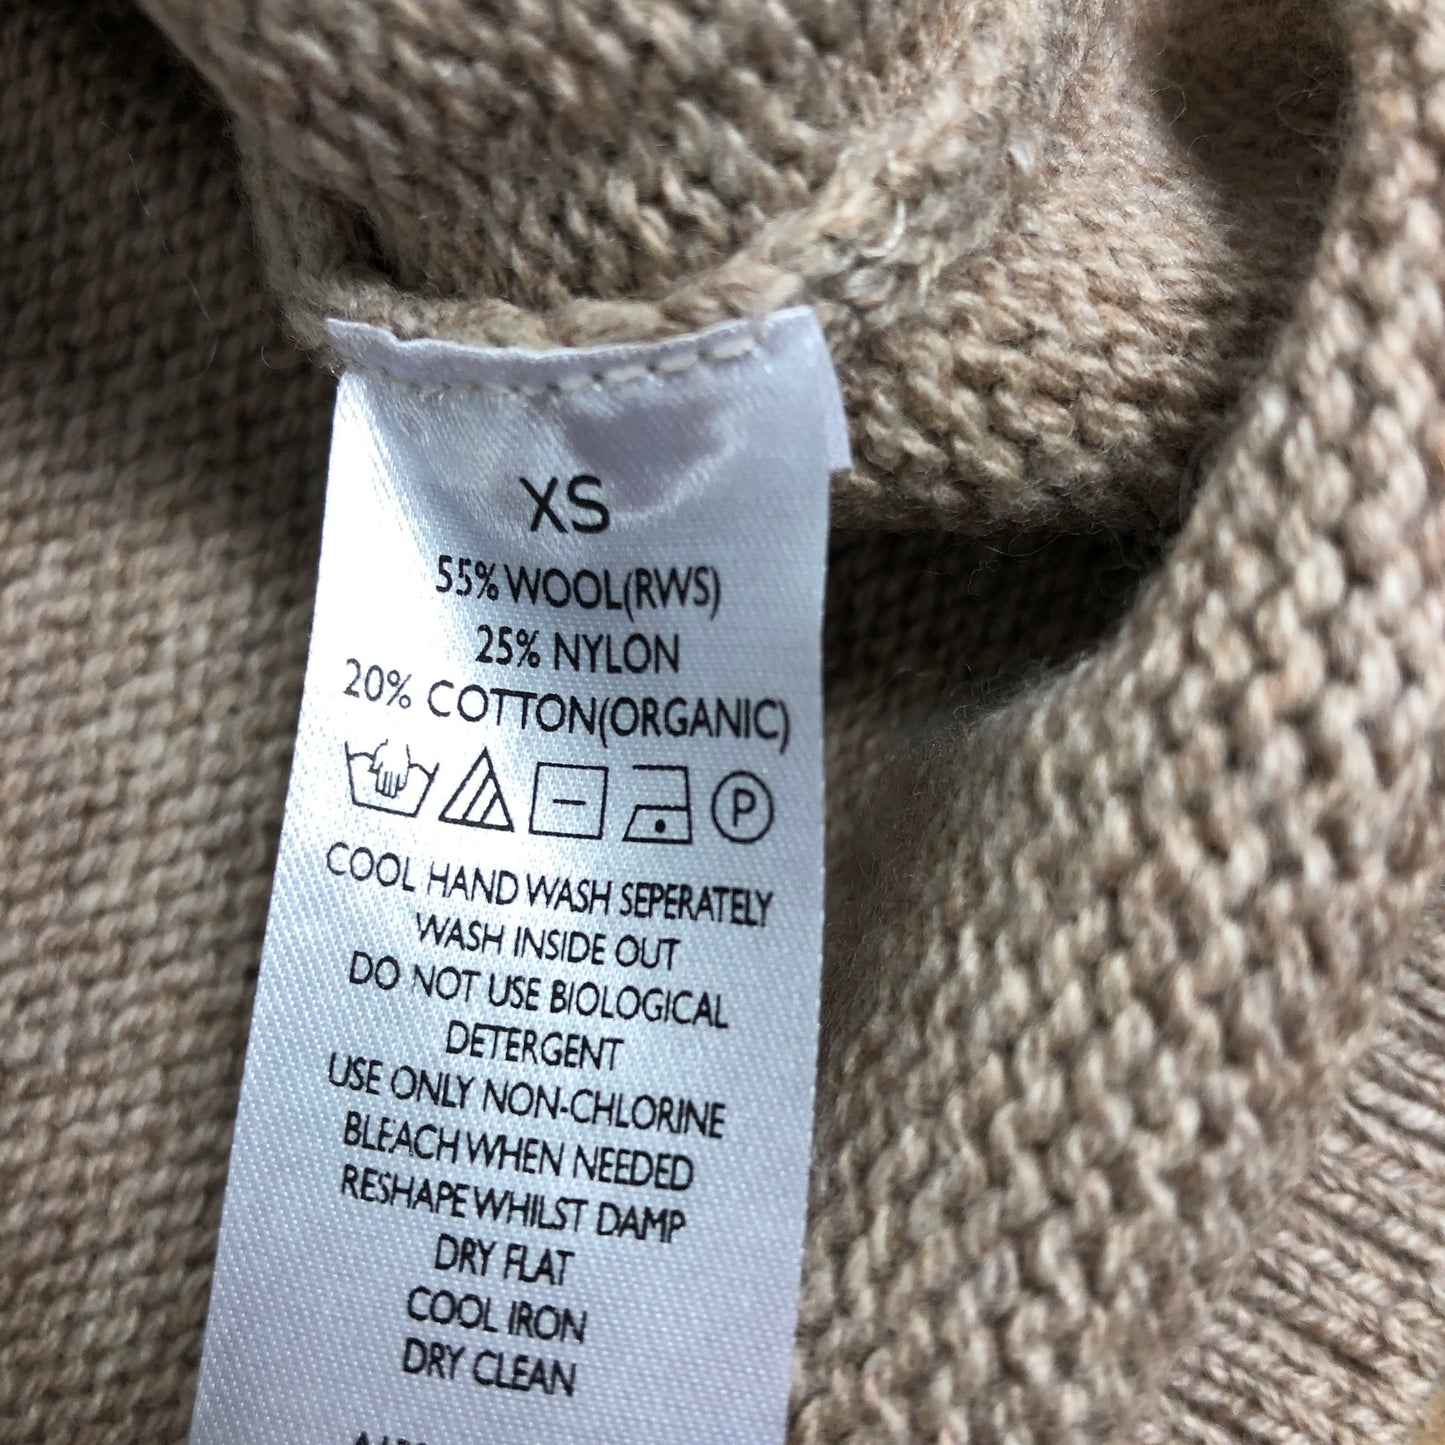 XS
55% WOOL(RWS)
25% NYLON
20% COTTON(ORGANIC)
P
COOL HAND WASH SEPERATELY
WASH INSIDE OUT
DO NOT USE BIOLOGICAL
DETERGENT
USE ONLY NON-CHLORINE
BLEACH WHEN NEEDED
RESHAPE WHILST DAMP
DRY FLAT
COOL IRON
DRY CLEAN